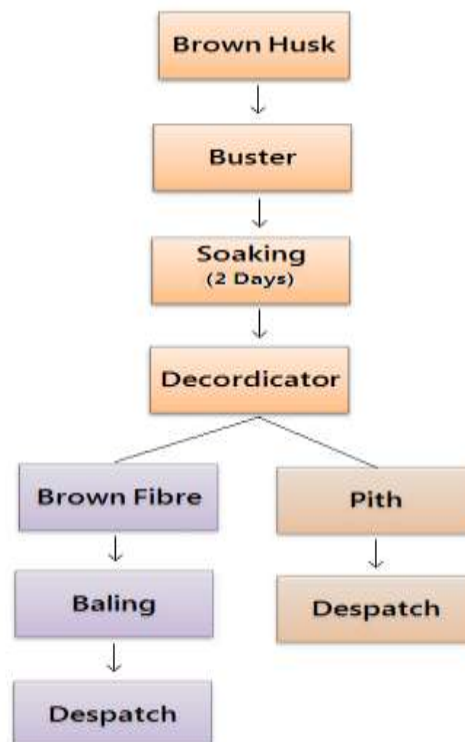 Brown Husk
Buster
Soaking
(2 Days)
Decordicator
Brown Fibre
Pith
Baling
Despatch
Despatch